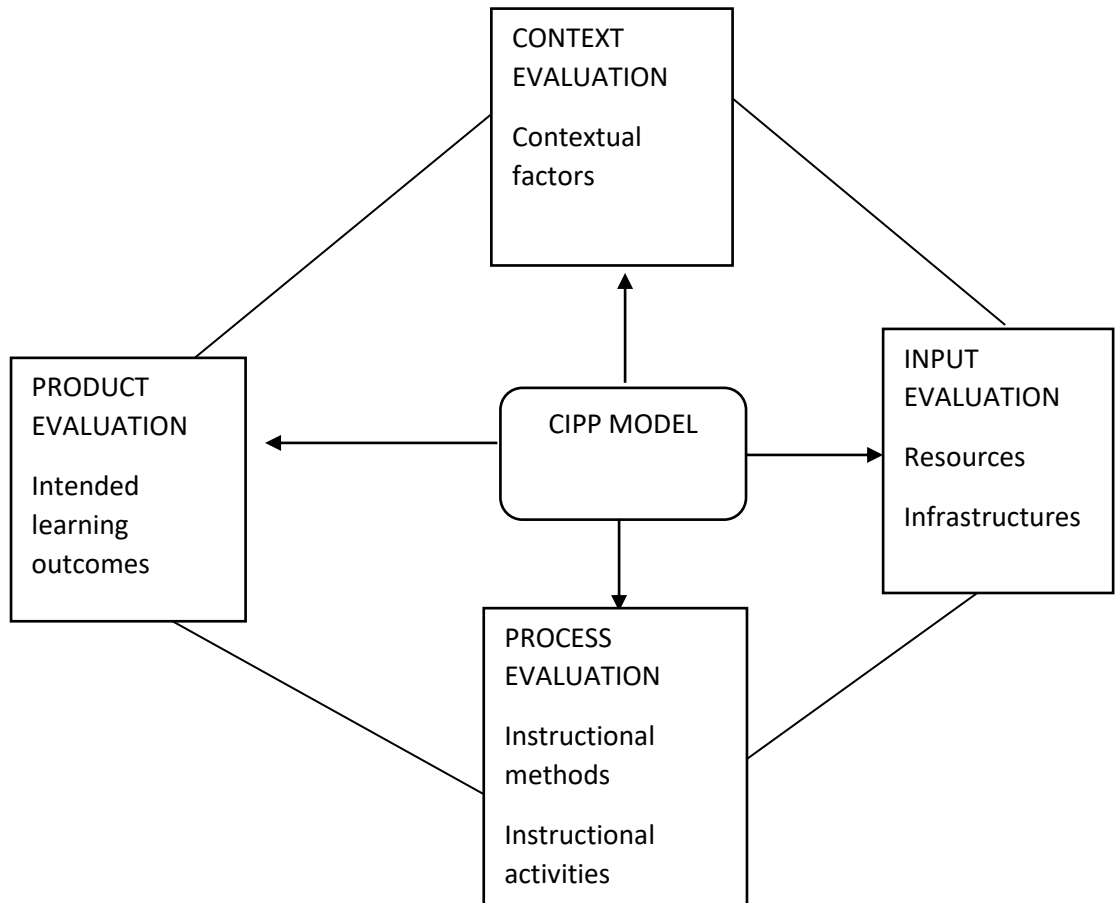 CONTEXT
EVALUATION
Contextual
factors
PRODUCT
EVALUATION
Intended
learning
outcomes
CIPP MODEL
INPUT
EVALUATION
Resources
Infrastructures
PROCESS
EVALUATION
Instructional
methods
Instructional
activities